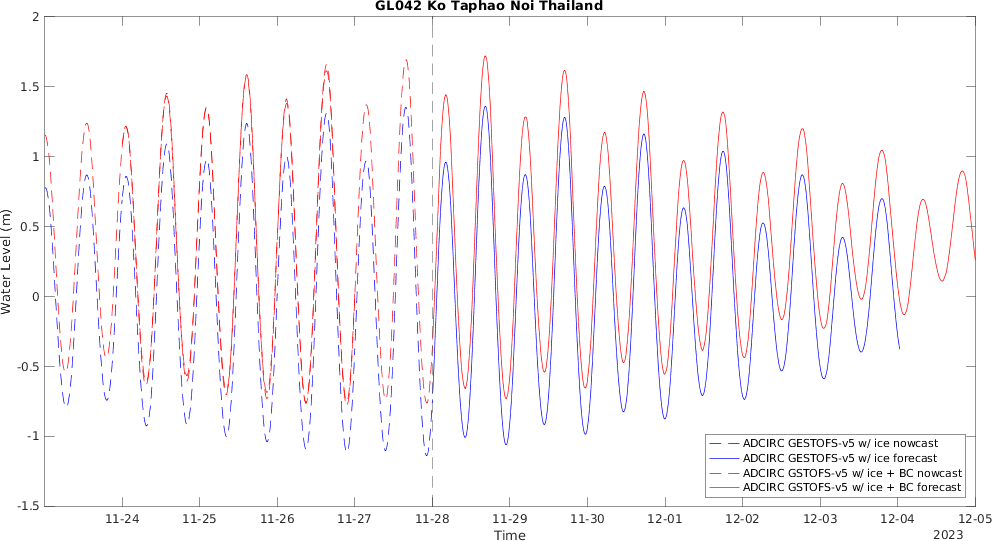 GL042 Ko Taphao Noi Thailand
2
1.5
1
0.5
0
-0.5
-1
-1.5
Water Level (m)
11-24 11-25 11-26 11-27 11-28 11-29 11-30 12-01 12-02 12-03 12-04 12-05
Time
2023
ADCIRC GESTOFS-v5 w/ ice nowcast
ADCIRC GESTOFS-v5 w/ ice forecast
ADCIRC GSTOFS-v5 w/ ice + BC nowcast
ADCIRC GSTOFS-v5 w/ ice + BC forecast